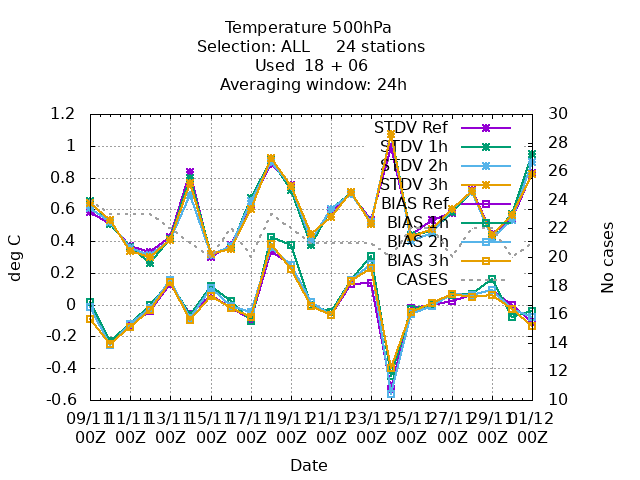 Temperature 500hPa
Selection: ALL     24 stations
Used  18 + 06
Averaging window: 24h
1.2
1
0.8
0.6
0.4
0.2
0
-0.2
-0.4
-0.6
deg C
30
28
26
24
22
20
18
16
14
12
10
No cases
STDV Ref
STDV 1h
STDV 2h
STDV 3h
BIAS Ref
BIAS 1h
BIAS 2h
BIAS 3h
CASES
09/11 11/11 13/11 15/11 17/11 19/11 21/11 23/11 25/11 27/11 29/11 01/12
00Z 00Z 00Z 00Z 00Z 00Z 00Z 00Z 00Z 00Z 00Z 00Z
Date